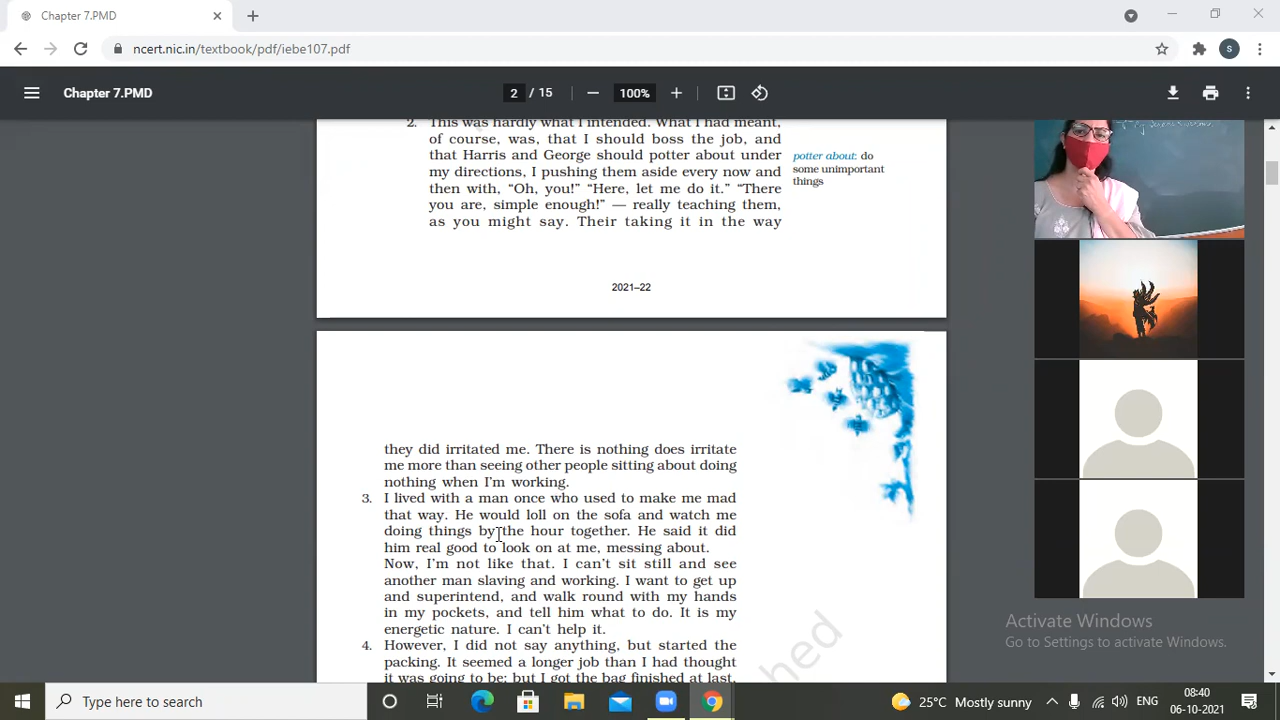 Chapter 7.PMD
ncert.nic.in/textbook/pdf/iebe107.pdf
S
Chapter 7.PMD
2 / 15
100%
2. This was hardly what I intended. What I had meant,
of course, was, that I should boss the job, and
that Harris and George should potter about under
my directions, I pushing them aside every now and
then with, “Oh, you!” “Here, let me do it.” “There
you are, simple enough!” — really teaching them,
as you might say. Their taking it in the way
potter about: do
some unimportant
things
2021–22
they did irritated me. There is nothing does irritate
me more than seeing other people sitting about doing
nothing when I’m working.
3. I lived with a man once who used to make me mad
that way. He would loll on the sofa and watch me
doing things by the hour together. He said it did
him real good to look on at me, messing about.
Now, I’m not like that. I can’t sit still and see
another man slaving and working. I want to get up
and superintend, and walk round with my hands
in my pockets, and tell him what to do. It is my
energetic nature. I can’t help it.
4. However, I did not say anything, but started the
packing. It seemed a longer job than I had thought
it was going to be; but I got the bag finished at last,
Activate Windows
Go to Settings to activate Windows.
Type here to search
25°C Mostly sunny
ENG
08:40
06-10-2021